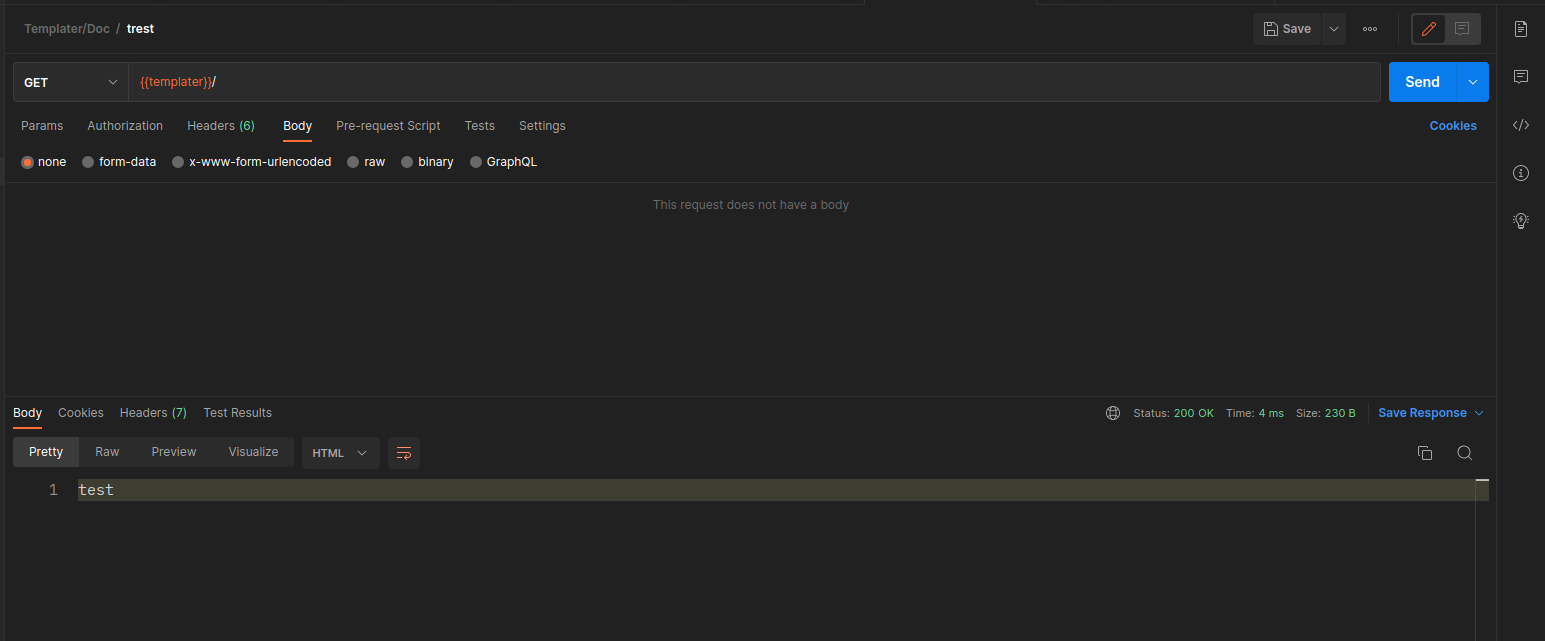 Templater/Doc / trest Save
GET {{templater}}/ Send
Params Authorization Headers (6) Body Pre-request Script Tests Settings Cookies
none form-data x-www-form-urlencoded raw binary GraphQL
This request does not have a body
Body Cookies Headers (7) Test Results Status: 200 OK Time: 4 ms Size: 230 B Save Response
Pretty Raw Preview Visualize HTML
1 test